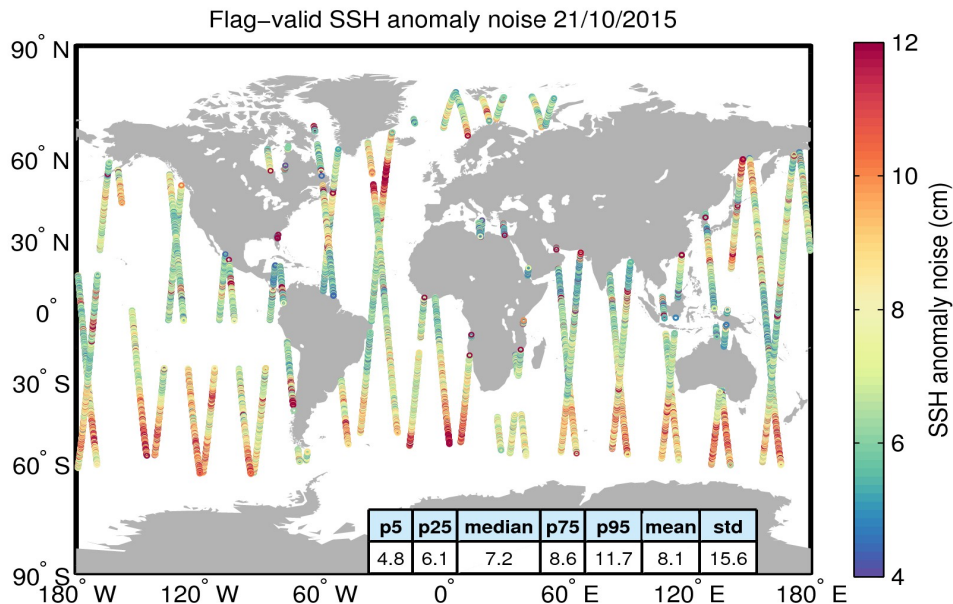 Flag−valid SSH anomaly noise 21/10/2015
90° N
60° N
30° N
0°
30° S
60° S
90° S
180° W
120° W
60° W
0°
60° E
120° E
180° E
p5 p25 median p75 p95 mean std
4.8 6.1 7.2 8.6 11.7 8.1 15.6
12
10
8
6
4
SSH anomaly noise (cm)